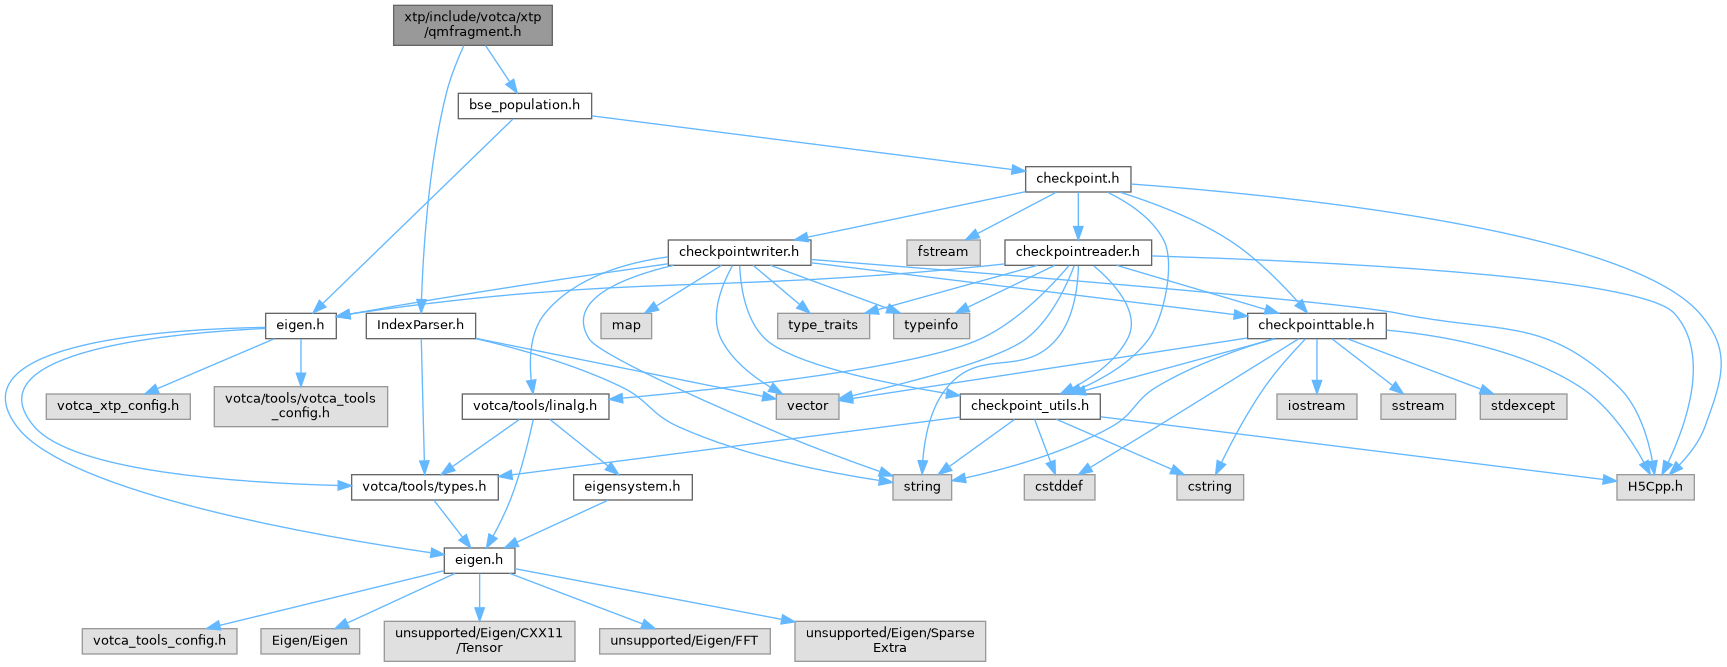 xtp/include/votca/xtp
/qmfragment.h
bse_population.h
checkpoint.h
checkpointwriter.h
fstream
checkpointreader.h
eigen.h
IndexParser.h
map
type_traits
typeinfo
checkpointtable.h
votca_xtp_config.h
votca/tools/votca_tools
_config.h
votca/tools/linalg.h
vector
checkpoint_utils.h
iostream
sstream
stdexcept
votca/tools/types.h
eigensystem.h
string
cstddef
cstring
H5Cpp.h
eigen.h
votca_tools_config.h
Eigen/Eigen
unsupported/Eigen/CXX11
/Tensor
unsupported/Eigen/FFT
unsupported/Eigen/Sparse
Extra